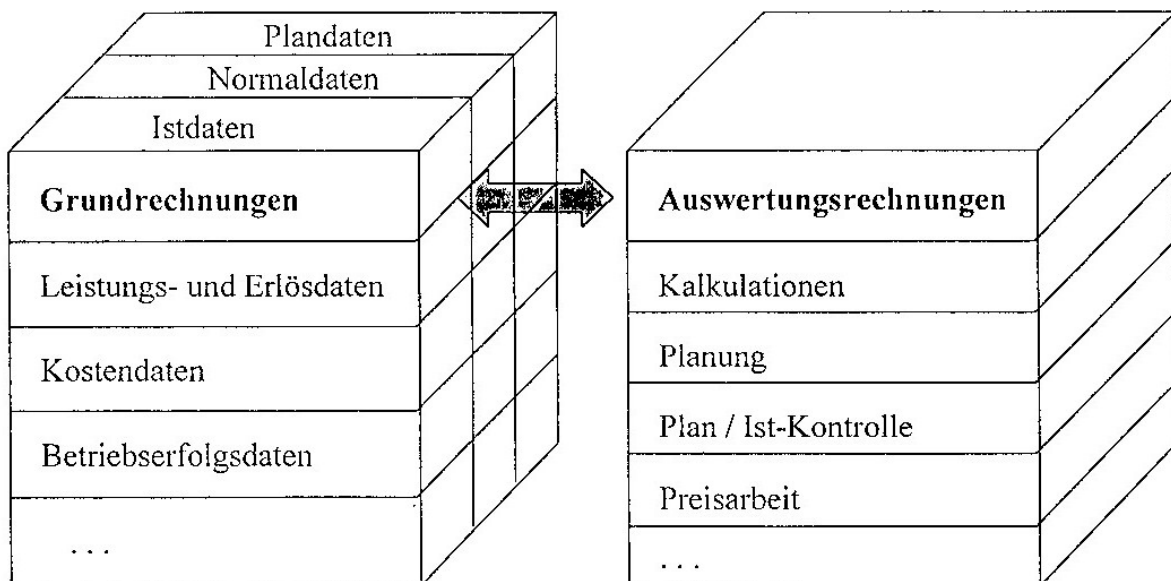 Plandaten
Normaldaten
Istdaten
Grundrechnungen
Leistungs- und Erlösdaten
Kostendaten
Betriebserfolgsdaten
. . .
Auswertungsrechnungen
Kalkulationen
Planung
Plan / Ist-Kontrolle
Preisarbeit
. . .